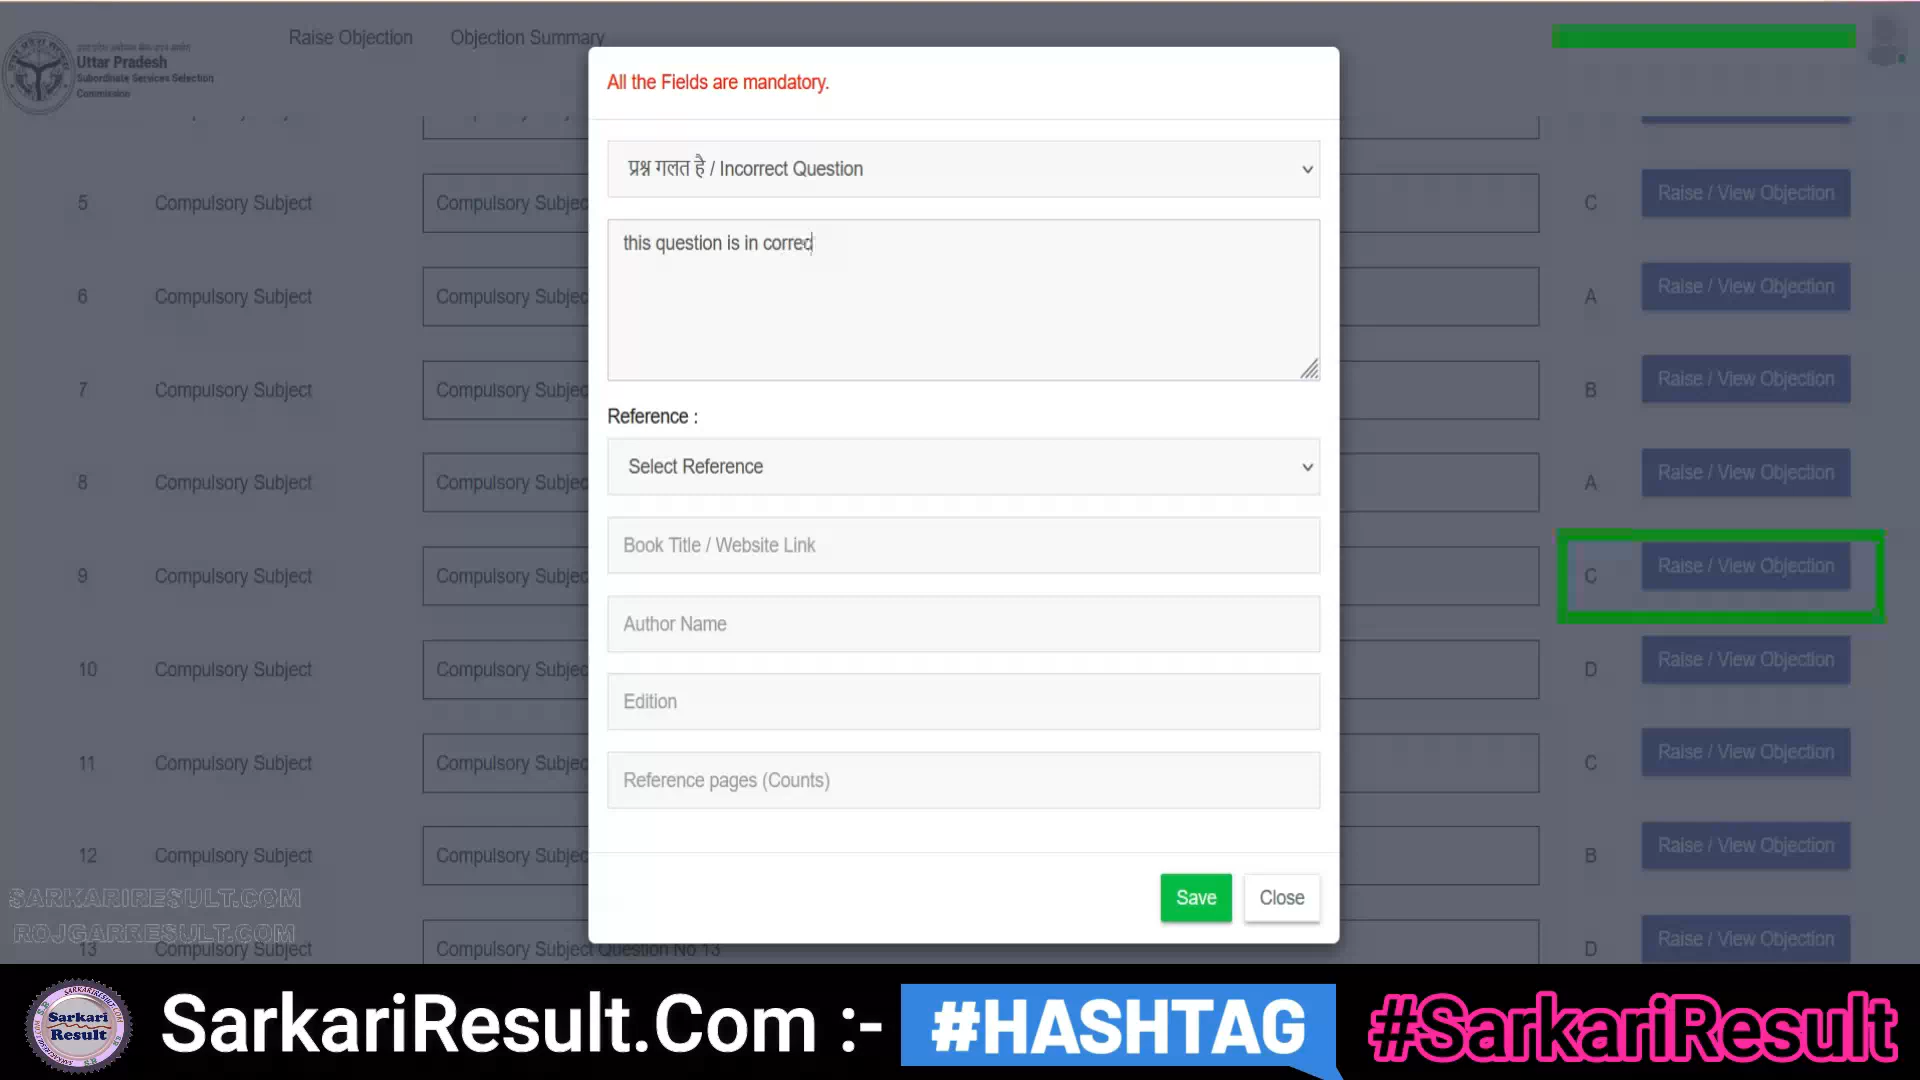 Raise Objection Objection Summary
Uttar Pradesh
Subordinate Services Selection
Commission
All the Fields are mandatory.
प्रश्न गलत है / Incorrect Question
this question is in correc
Reference :
Select Reference
Book Title / Website Link
Author Name
Edition
Reference pages (Counts)
Save Close
5 Compulsory Subject Compulsory Subjec C Raise / View Objection
6 Compulsory Subject Compulsory Subjec A Raise / View Objection
7 Compulsory Subject Compulsory Subjec B Raise / View Objection
8 Compulsory Subject Compulsory Subjec A Raise / View Objection
9 Compulsory Subject Compulsory Subjec C Raise / View Objection
10 Compulsory Subject Compulsory Subjec D Raise / View Objection
11 Compulsory Subject Compulsory Subjec C Raise / View Objection
12 Compulsory Subject Compulsory Subjec B Raise / View Objection
SARKARIRESULT.COM
ROJGARRESULT.COM
13 Compulsory Subject Compulsory Subject Question No 13 D Raise / View Objection
Sarkari
Result
SarkariResult.Com :- #HASHTAG #SarkariResult